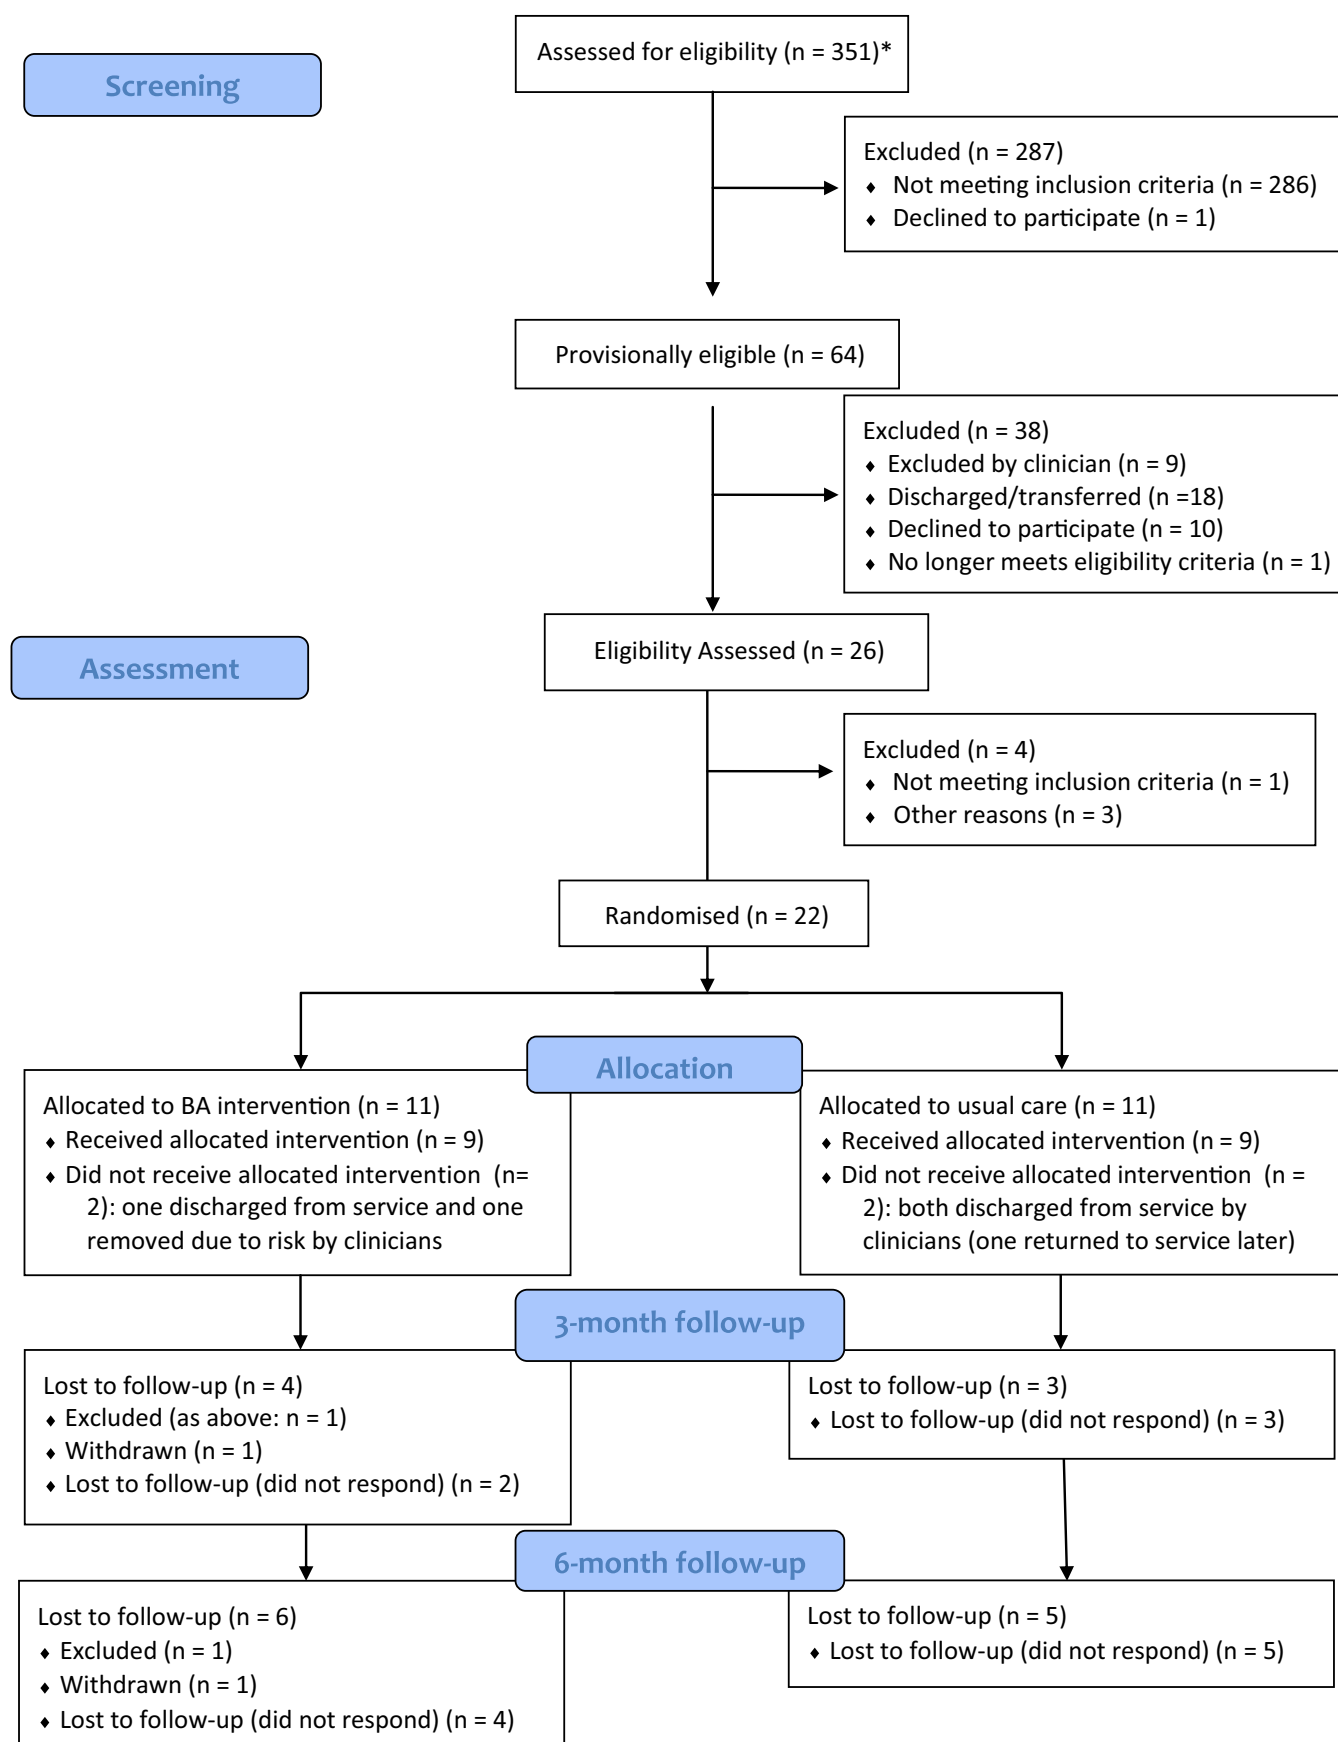 Assessed for eligibility (n = 351)*
Screening
Excluded (n = 287)
♦ Not meeting inclusion criteria (n = 286)
♦ Declined to participate (n = 1)
Provisionally eligible (n = 64)
Excluded (n = 38)
♦ Excluded by clinician (n = 9)
♦ Discharged/transferred (n =18)
♦ Declined to participate (n = 10)
♦ No longer meets eligibility criteria (n = 1)
Eligibility Assessed (n = 26)
Assessment
Excluded (n = 4)
♦ Not meeting inclusion criteria (n = 1)
♦ Other reasons (n = 3)
Randomised (n = 22)
Allocation
Allocated to BA intervention (n = 11)
♦ Received allocated intervention (n = 9)
♦ Did not receive allocated intervention (n=
2): one discharged from service and one
removed due to risk by clinicians
Allocated to usual care (n = 11)
♦ Received allocated intervention (n = 9)
♦ Did not receive allocated intervention (n =
2): both discharged from service by
clinicians (one returned to service later)
3-month follow-up
Lost to follow-up (n = 4)
♦ Excluded (as above: n = 1)
♦ Withdrawn (n = 1)
♦ Lost to follow-up (did not respond) (n = 2)
Lost to follow-up (n = 3)
♦ Lost to follow-up (did not respond) (n = 3)
6-month follow-up
Lost to follow-up (n = 6)
♦ Excluded (n = 1)
♦ Withdrawn (n = 1)
♦ Lost to follow-up (did not respond) (n = 4)
Lost to follow-up (n = 5)
♦ Lost to follow-up (did not respond) (n = 5)